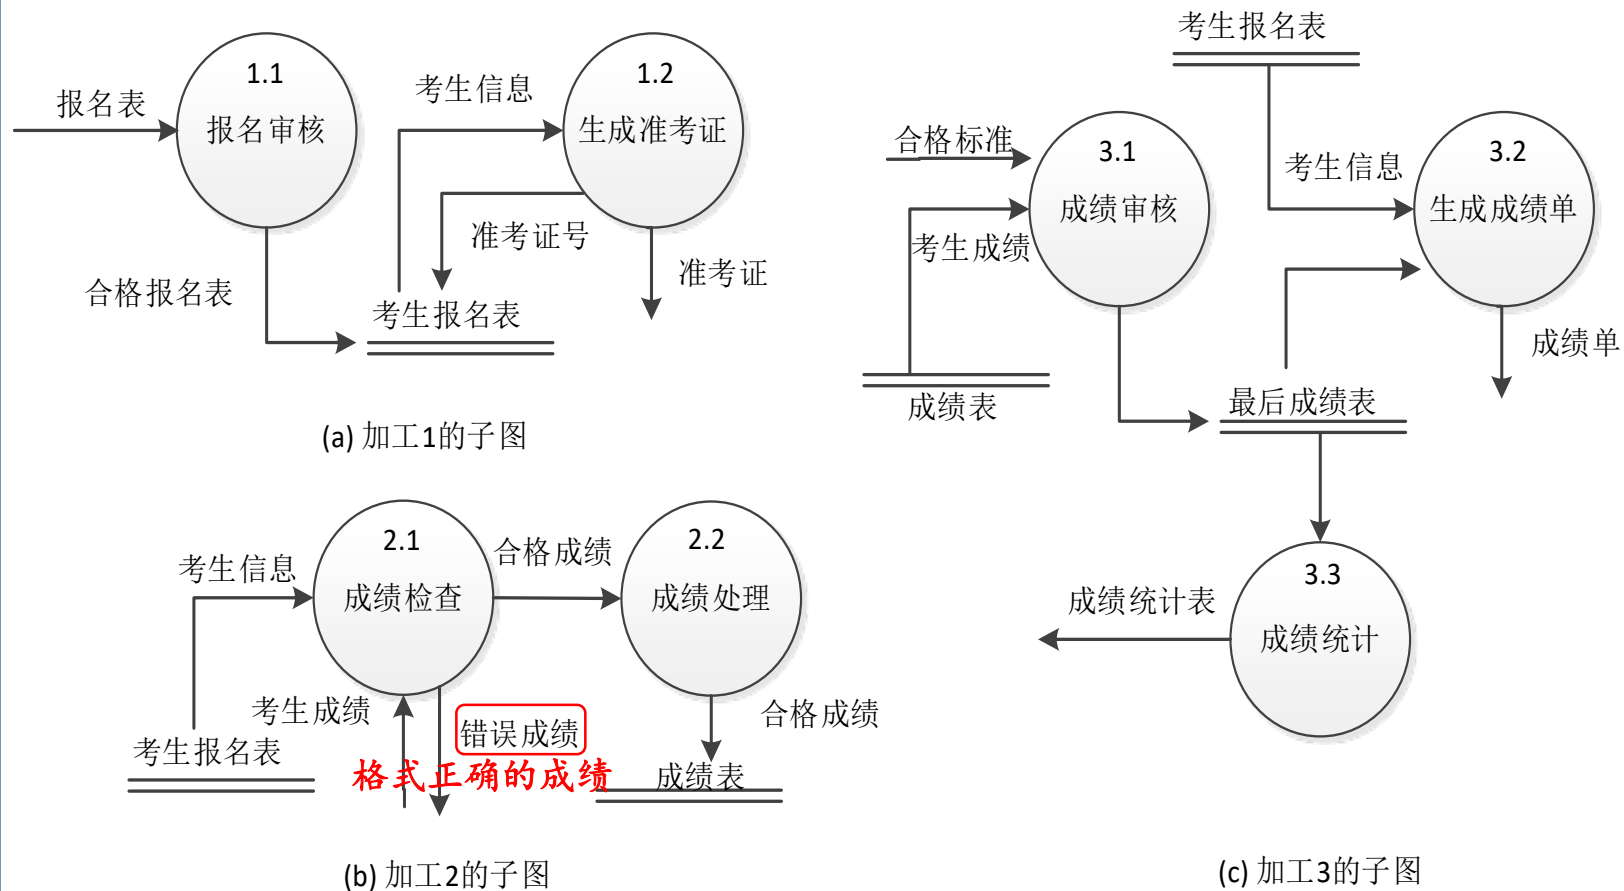 报名表
1.1
报名审核
合格报名表
考生信息
1.2
生成准考证
准考证号
准考证
考生报名表
(a) 加工1的子图
考生信息
2.1
成绩检查
合格成绩
2.2
成绩处理
考生成绩
错误成绩
格式正确的成绩
合格成绩
考生报名表
成绩表
(b) 加工2的子图
考生报名表
合格标准
3.1
成绩审核
考生成绩
考生信息
3.2
生成成绩单
成绩单
成绩表
最后成绩表
3.3
成绩统计
成绩统计表
(c) 加工3的子图